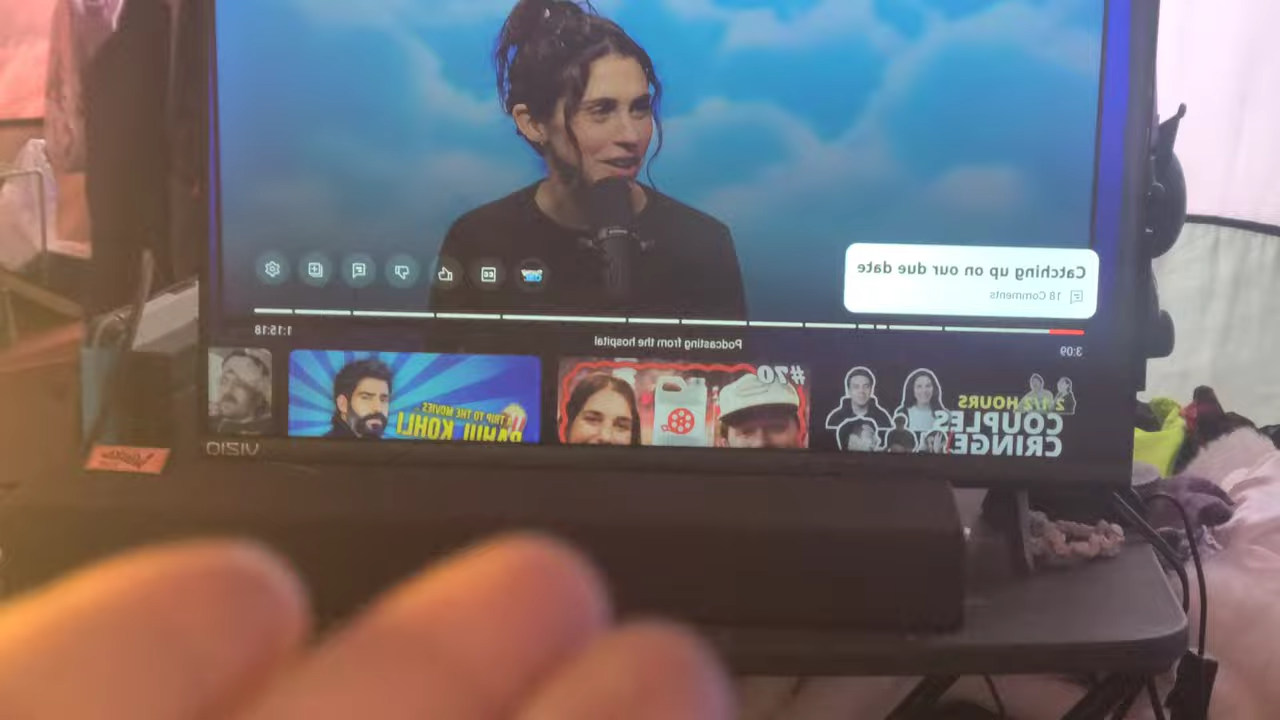 Catching up on our due date
18 Comments
3:09
1:15:18
Podcasting from the hospital
CC
#70
2 1/2 HOURS
COUPLES
CRINGE
A TRIP TO THE MOVIES
RAHUL KOHLI
VIZIO